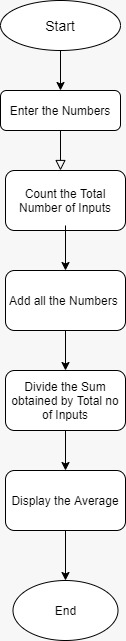 Start
Enter the Numbers
Count the Total
Number of Inputs
Add all the Numbers
Divide the Sum
obtained by Total no
of Inputs
Display the Average
End